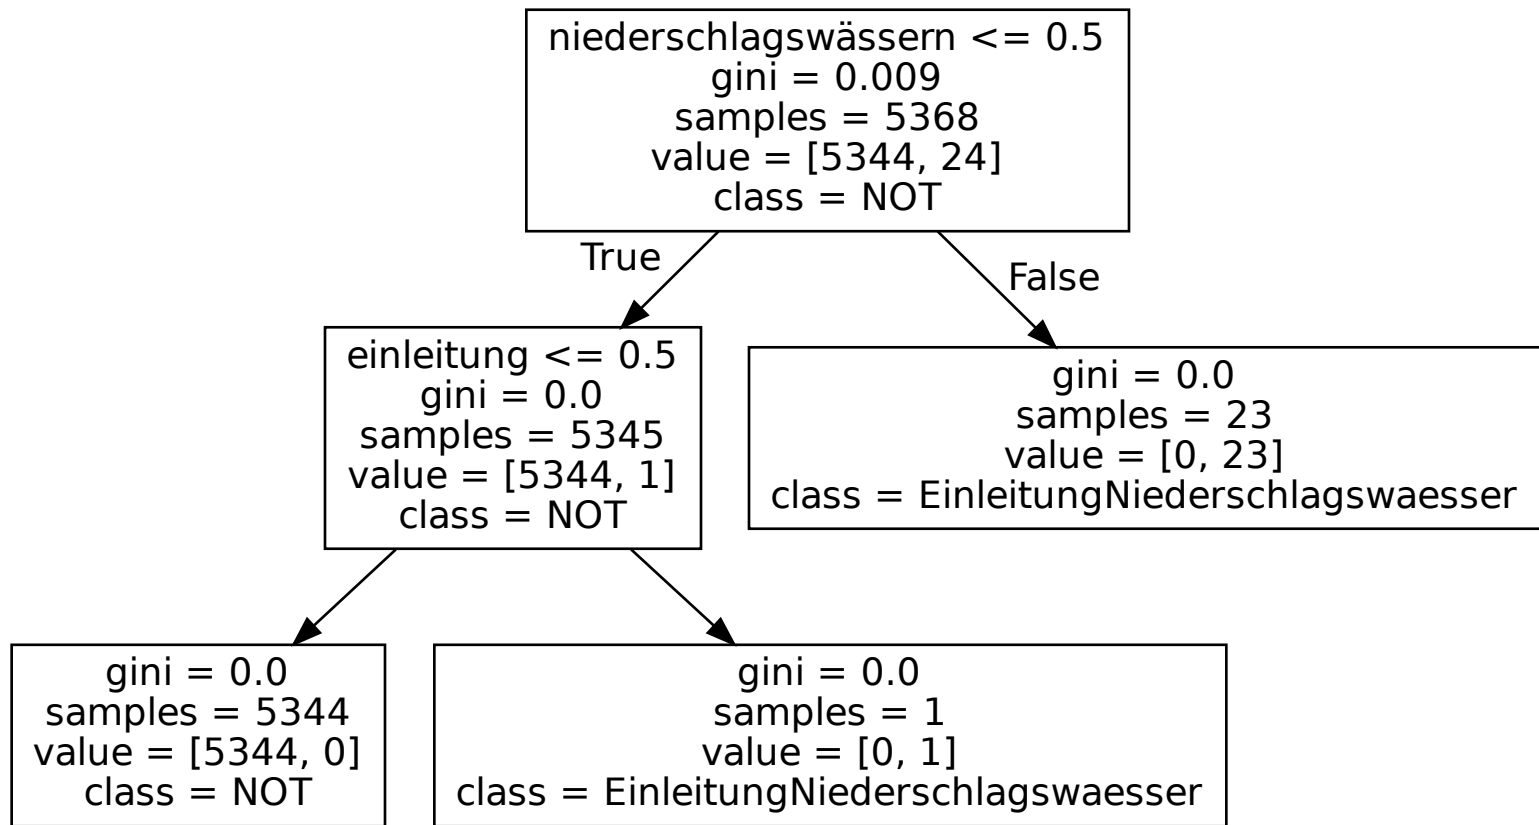 niederschlagswässern <= 0.5
gini = 0.009
samples = 5368
value = [5344, 24]
class = NOT
True
False
einleitung <= 0.5
gini = 0.0
samples = 5345
value = [5344, 1]
class = NOT
gini = 0.0
samples = 23
value = [0, 23]
class = EinleitungNiederschlagswaesser
gini = 0.0
samples = 5344
value = [5344, 0]
class = NOT
gini = 0.0
samples = 1
value = [0, 1]
class = EinleitungNiederschlagswaesser